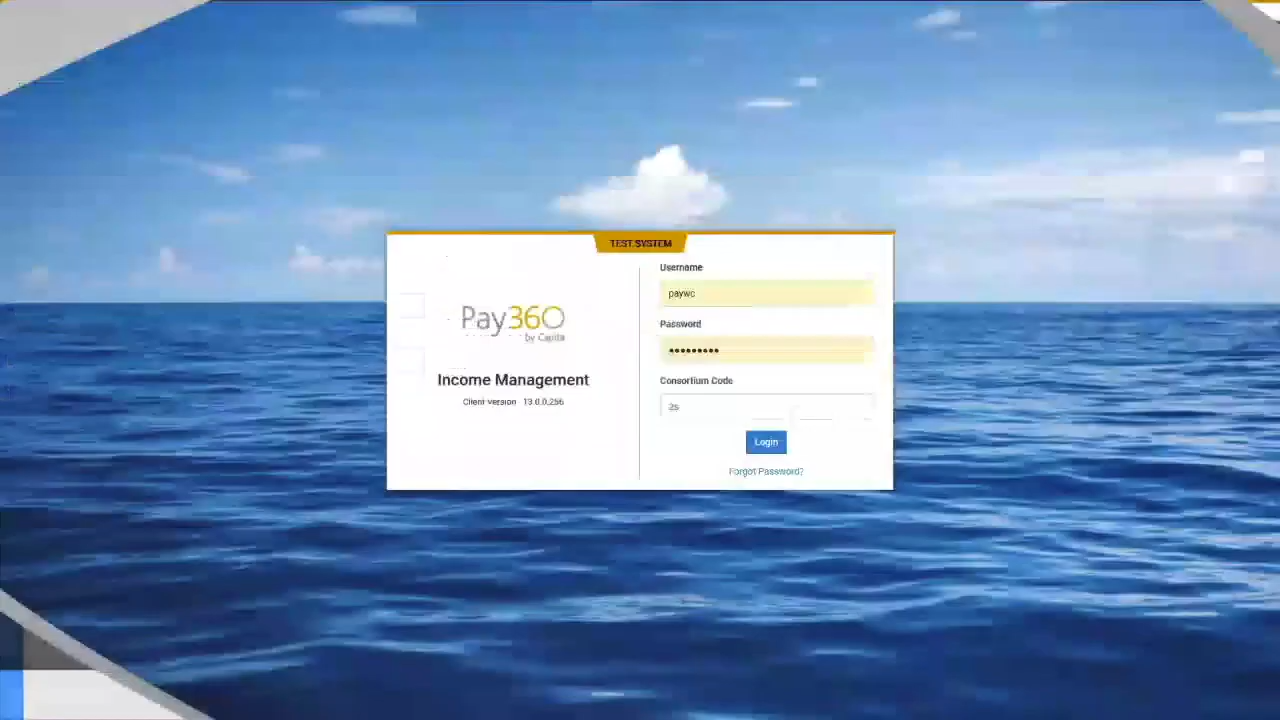 TEST SYSTEM
Pay360
by Capita
Income Management
Client version 13.0.0.256
Username
paywc
Password
•••••••••
Consortium Code
2s
Login
Forgot Password?